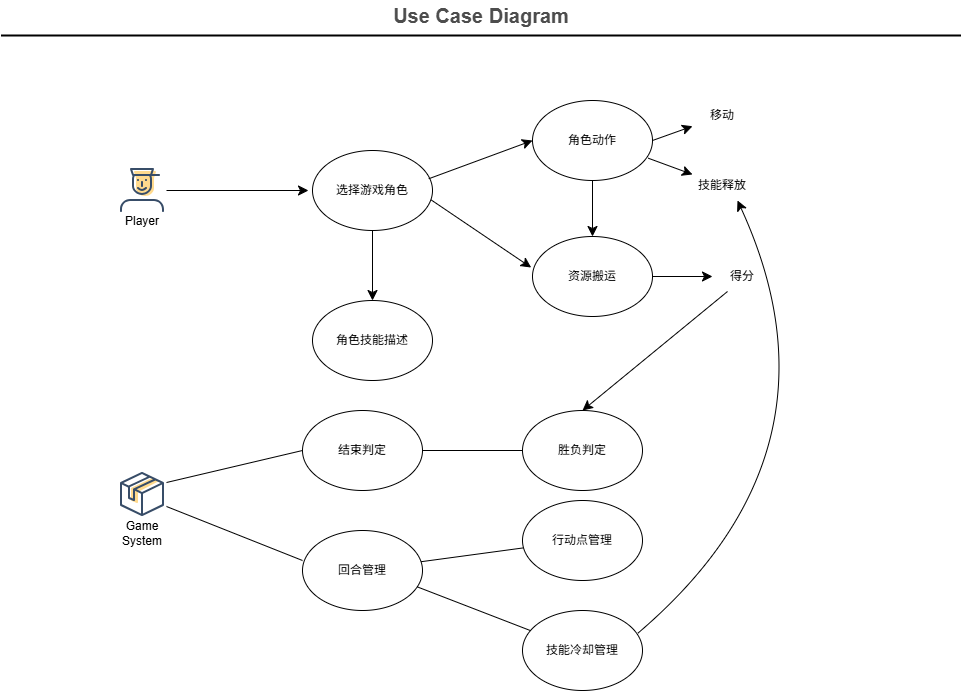 Use Case Diagram
移动
角色动作
技能释放
选择游戏角色
Player
资源搬运
得分
角色技能描述
结束判定
胜负判定
Game
System
行动点管理
回合管理
技能冷却管理